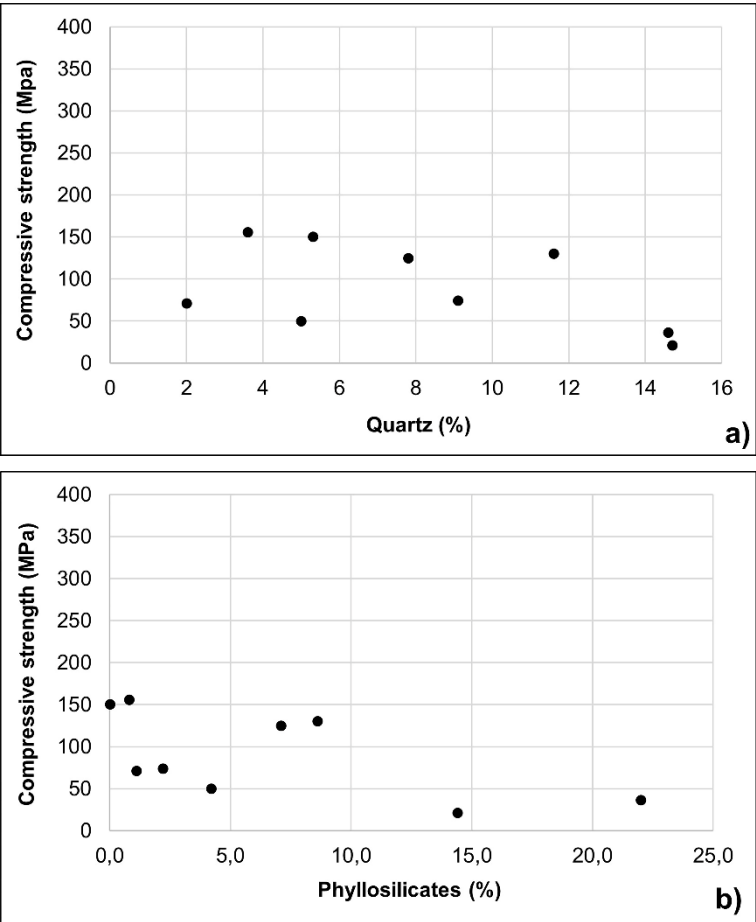 400
350
300
250
200
150
100
50
0
Compressive strength (Mpa)
0 2 4 6 8 10 12 14 16
Quartz (%)
a)
400
350
300
250
200
150
100
50
0
Compressive strength (MPa)
0,0 5,0 10,0 15,0 20,0 25,0
Phyllosilicates (%)
b)